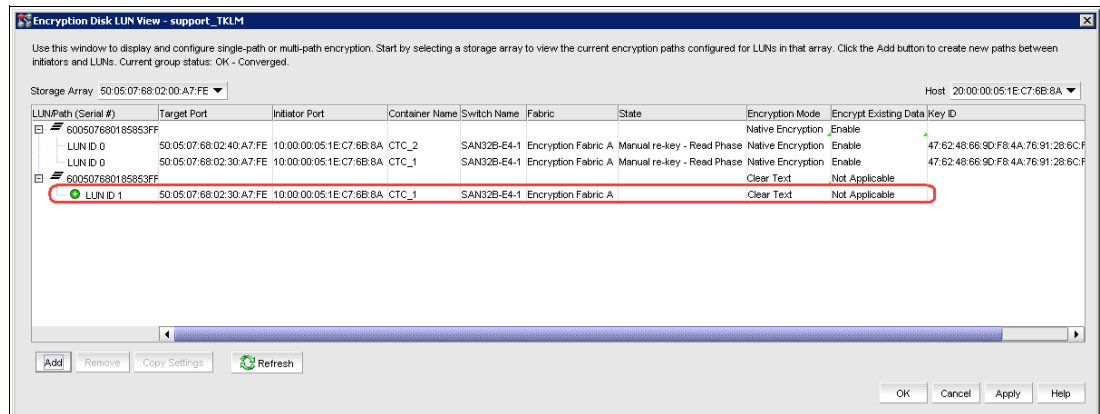 Encryption Disk LUN View - support_TKLM
Use this window to display and configure single-path or multi-path encryption. Start by selecting a storage array to view the current encryption paths configured for LUNs in that array. Click the Add button to create new paths between
initiators and LUNs. Current group status: OK - Converged.
Storage Array 50:05:07:68:02:00:A7:FE Host 20:00:00:05:1E:C7:6B:8A
LUN/Path (Serial #) Target Port Initiator Port Container Name Switch Name Fabric State Encryption Mode Encrypt Existing Data Key ID
600507680185853FF Native Encryption Enable
LUN ID 0 50:05:07:68:02:40:A7:FE 10:00:00:05:1E:C7:6B:8A CTC_2 SAN32B-E4-1 Encryption Fabric A Manual re-key - Read Phase Native Encryption Enable 47:62:48:66:9D:F8:4A:76:91:28:6C:F
LUN ID 0 50:05:07:68:02:30:A7:FE 10:00:00:05:1E:C7:6B:8A CTC_1 SAN32B-E4-1 Encryption Fabric A Manual re-key - Read Phase Native Encryption Enable 47:62:48:66:9D:F8:4A:76:91:28:6C:F
600507680185853FF Clear Text Not Applicable
LUN ID 1 50:05:07:68:02:30:A7:FE 10:00:00:05:1E:C7:6B:8A CTC_1 SAN32B-E4-1 Encryption Fabric A Clear Text Not Applicable
Add Remove Copy Settings Refresh
OK Cancel Apply Help